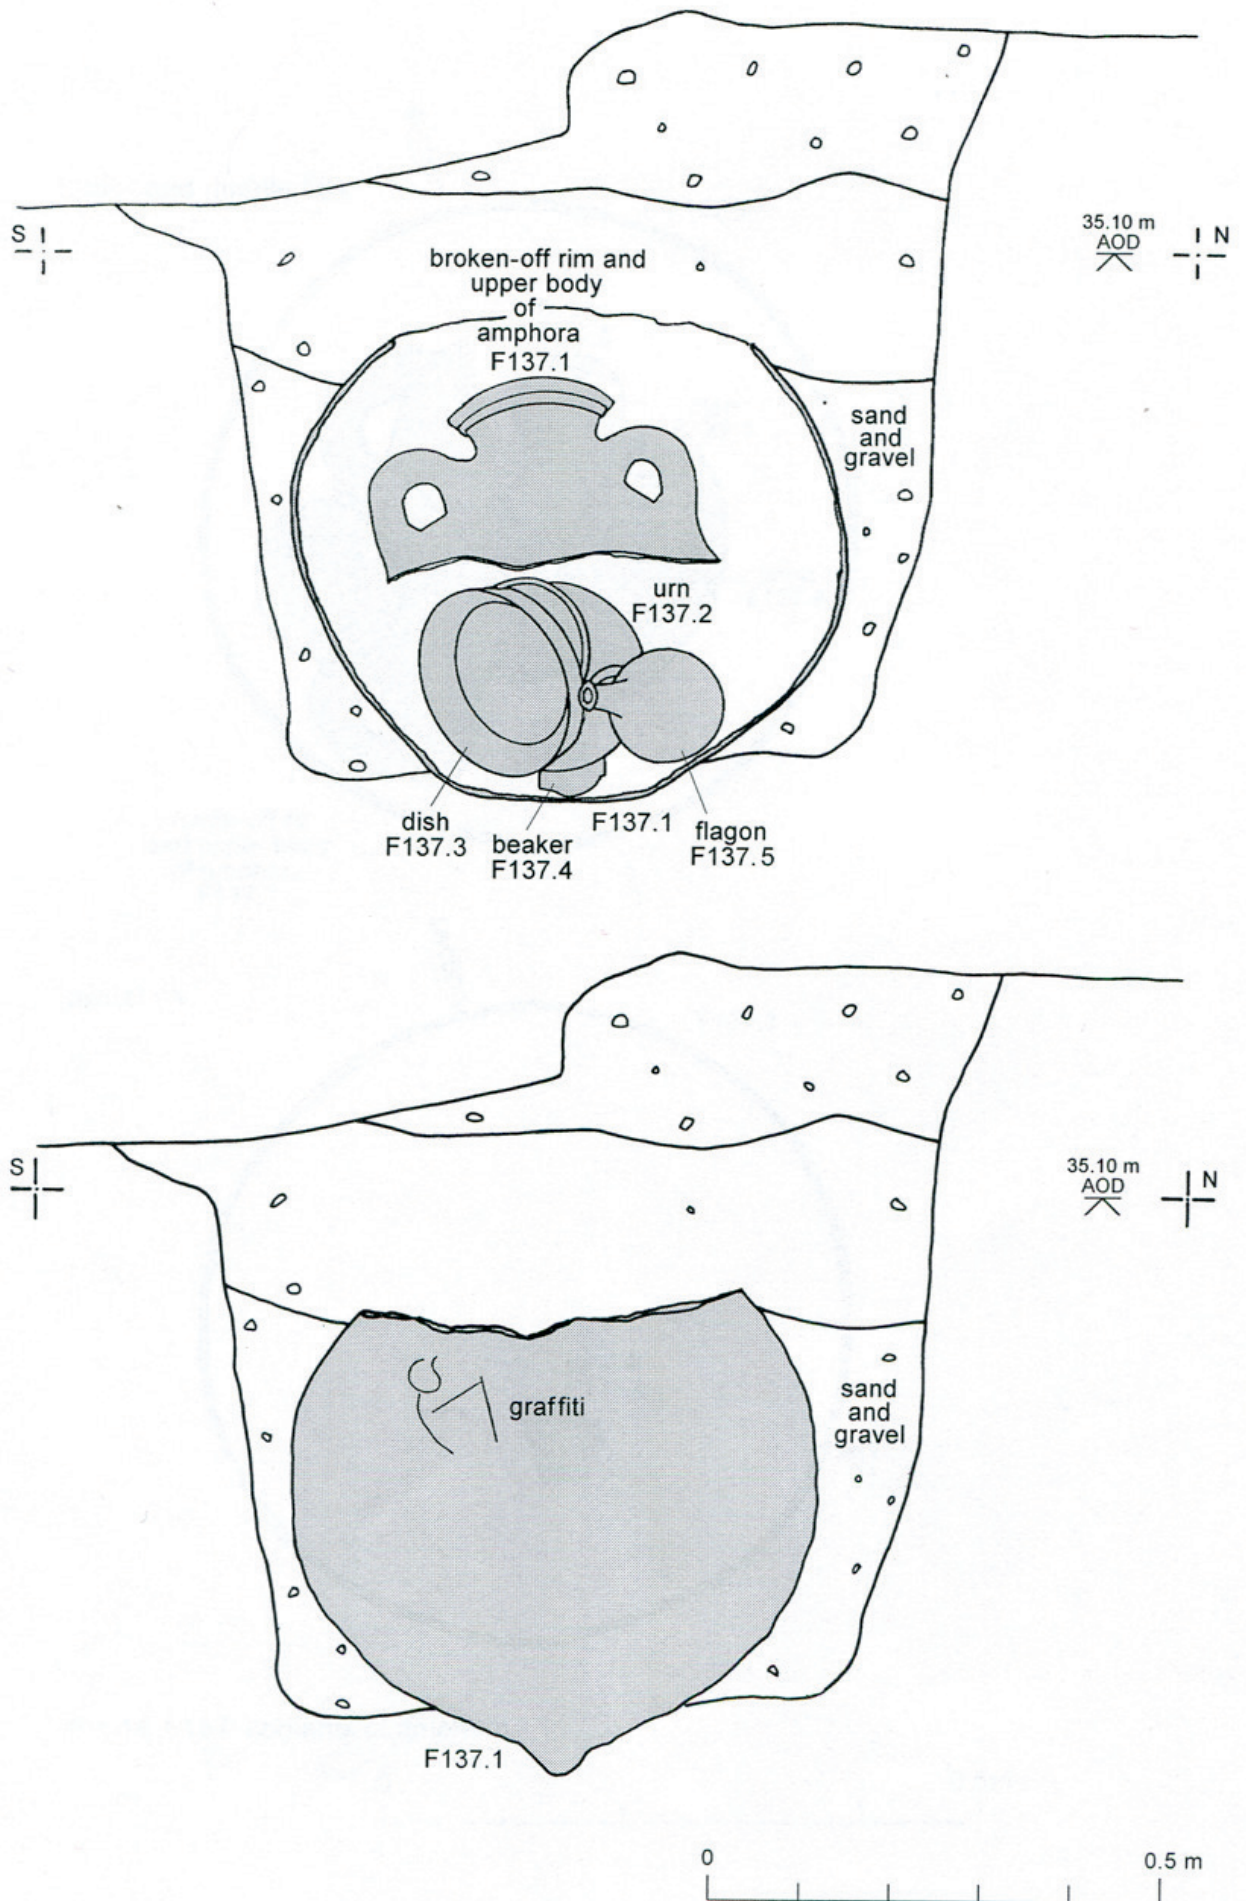 35.10 m
AOD
S
N
broken-off rim and
upper body
of
amphora
F137.1
sand
and
gravel
urn
F137.2
dish
F137.3
beaker
F137.4
F137.1
flagon
F137.5
S
35.10 m
AOD
N
graffiti
sand
and
gravel
F137.1
0
0.5 m